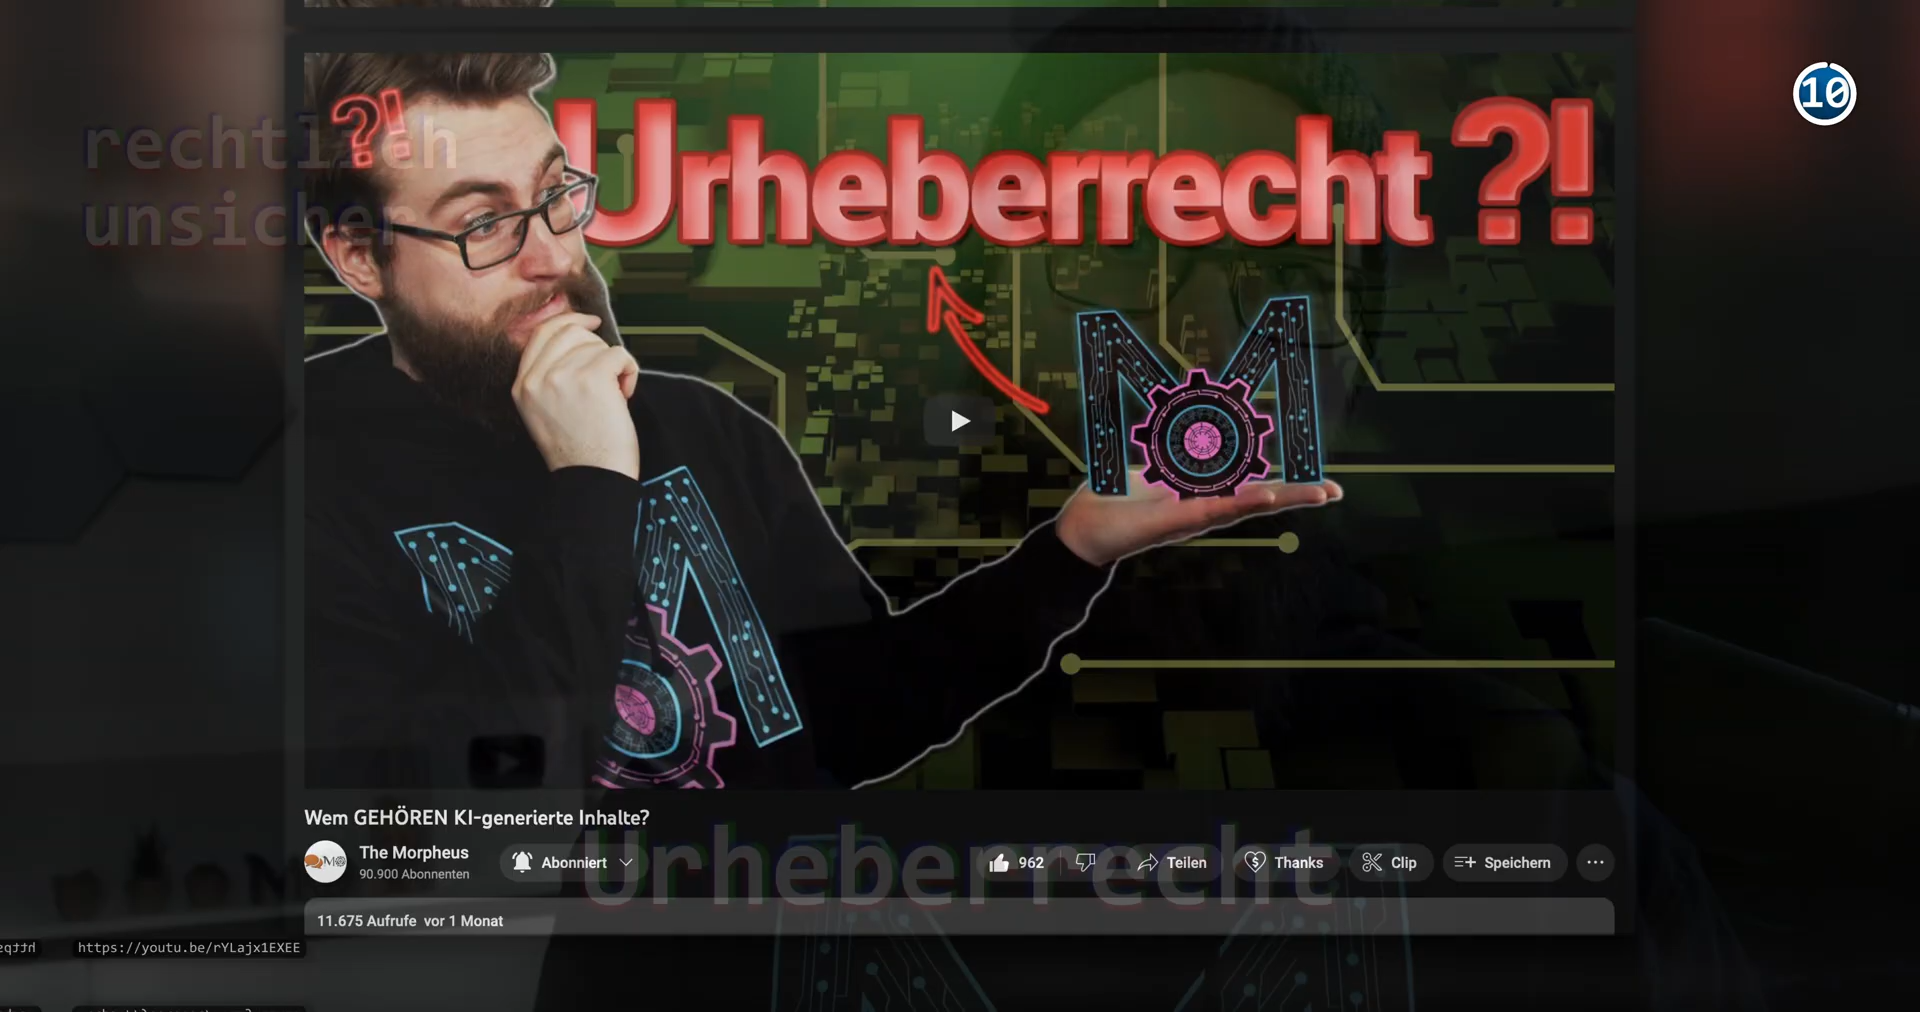 10
rechtlich
unsicher
?!
Urheberrecht?!
Wem GEHÖREN KI-generierte Inhalte?
The Morpheus
90.900 Abonnenten
Abonniert
962
Teilen
Thanks
Clip
Speichern
Urheberrecht
11.675 Aufrufe vor 1 Monat
https://youtu.be/rYLajx1EXEE